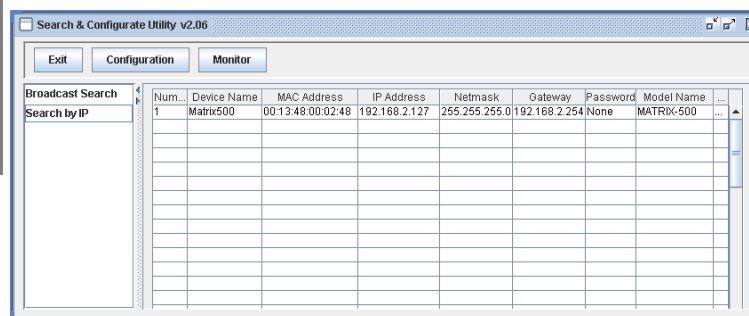 Search & Configurate Utility v2.06
Exit Configuration Monitor
Broadcast Search
Search by IP
Num... Device Name MAC Address IP Address Netmask Gateway Password Model Name ...
1 Matrix500 00:13:48:00:02:48 192.168.2.127 255.255.255.0 192.168.2.254 None MATRIX-500 ...